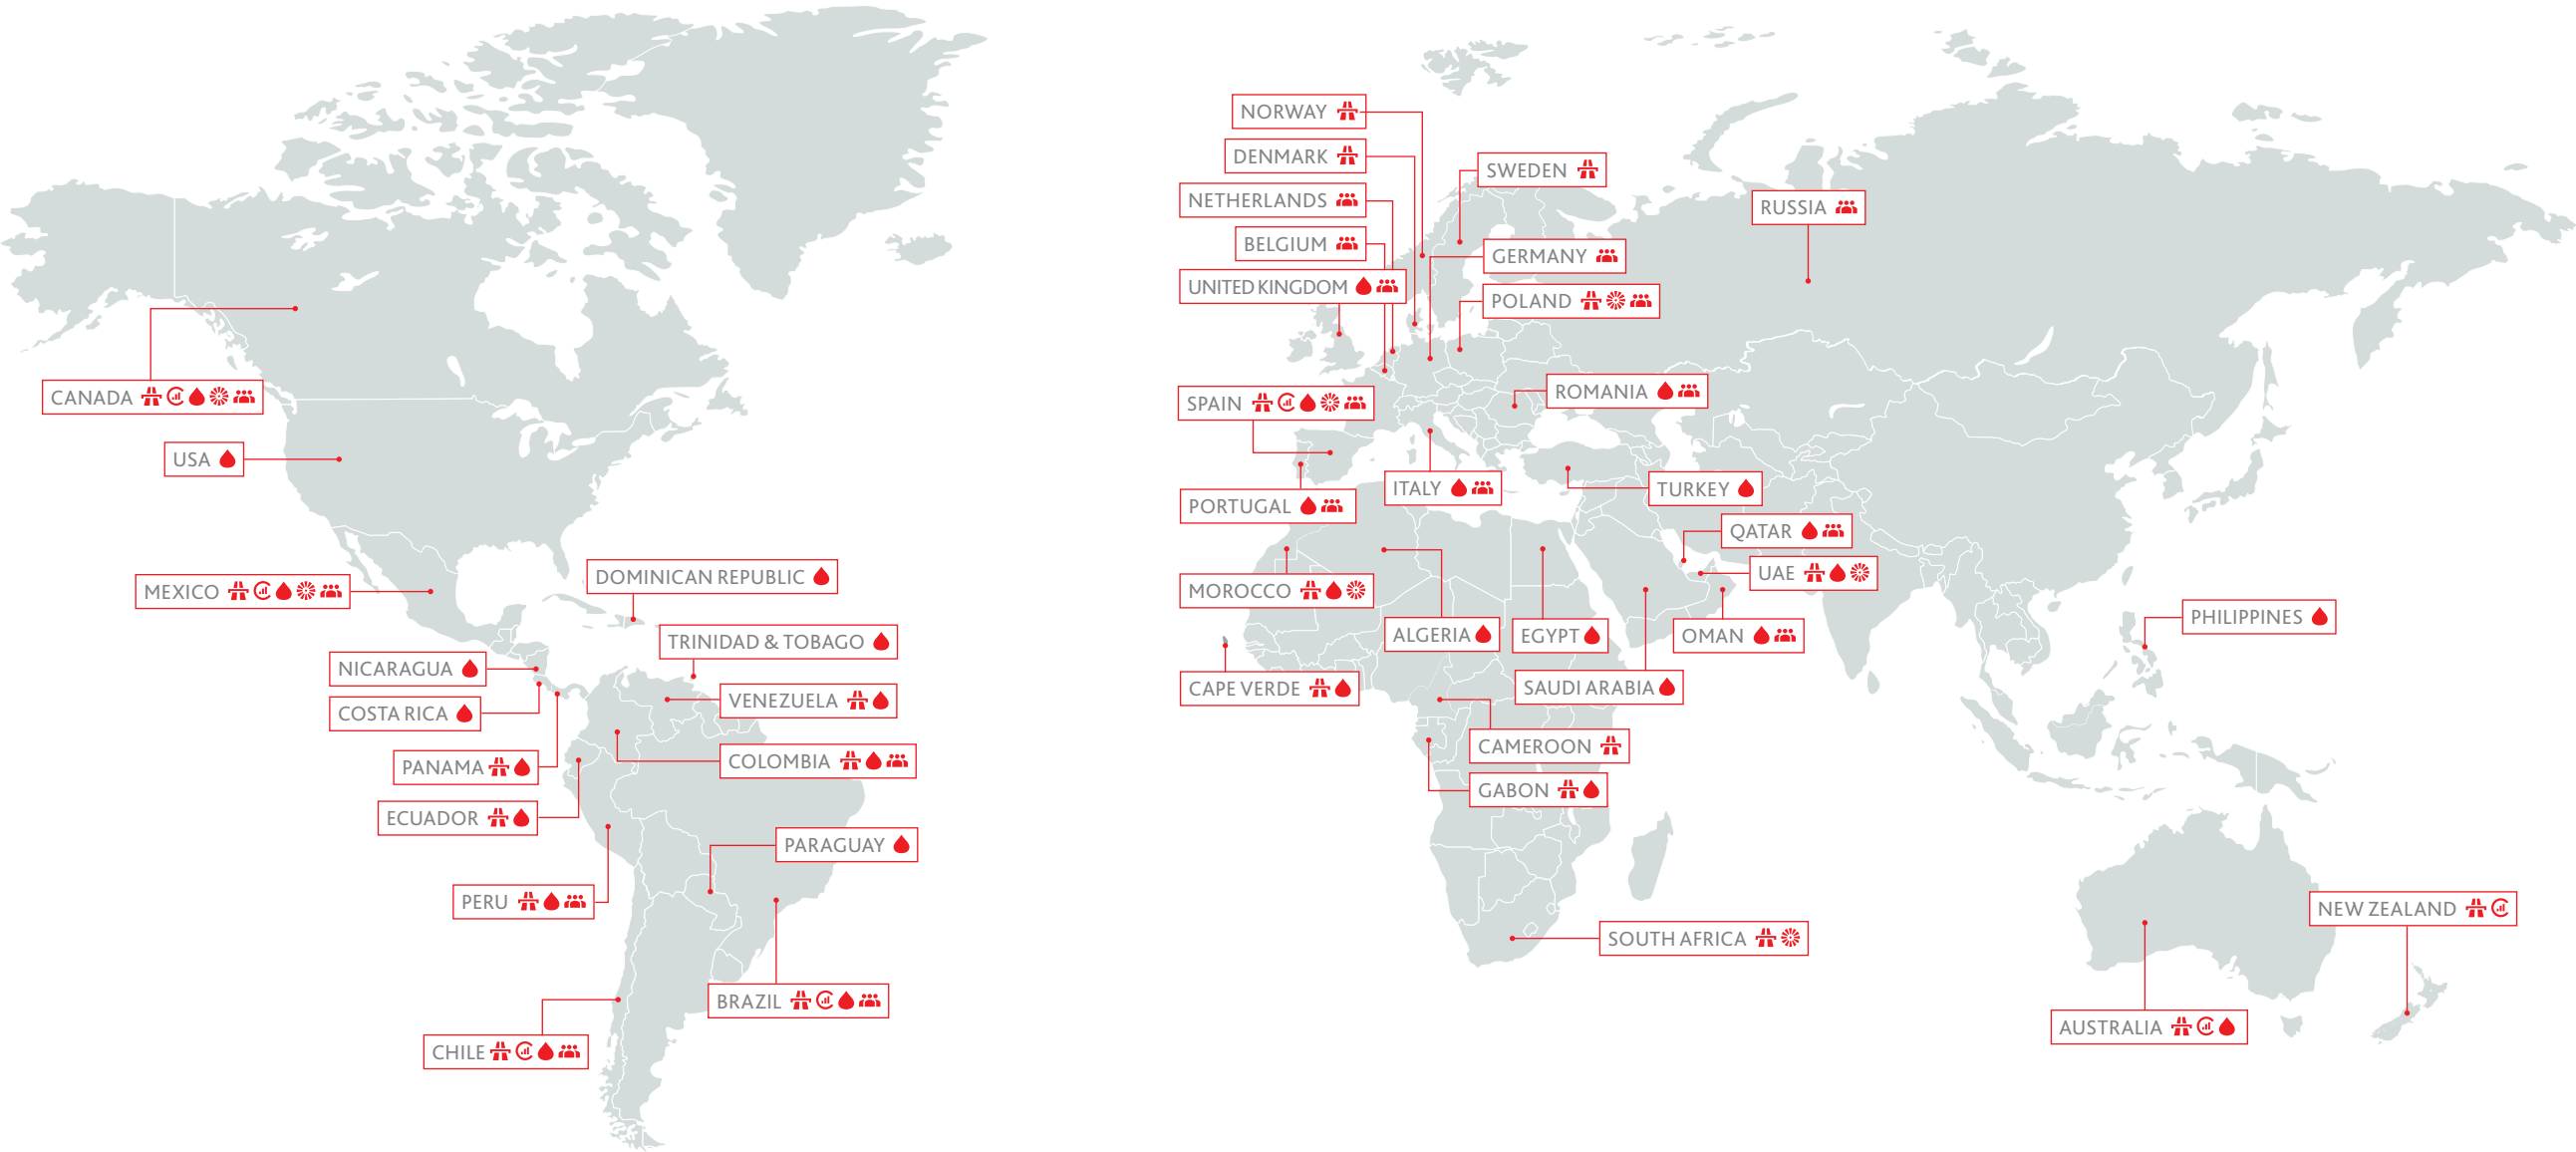 NORWAY
DENMARK
SWEDEN
NETHERLANDS
RUSSIA
BELGIUM
GERMANY
UNITED KINGDOM
POLAND
CANADA
SPAIN
ROMANIA
USA
ITALY
TURKEY
PORTUGAL
QATAR
DOMINICAN REPUBLIC
UAE
MEXICO
MOROCCO
PHILIPPINES
TRINIDAD & TOBAGO
ALGERIA
EGYPT
OMAN
NICARAGUA
CAPE VERDE
SAUDI ARABIA
VENEZUELA
COSTA RICA
CAMEROON
COLOMBIA
PANAMA
GABON
ECUADOR
PARAGUAY
PERU
NEW ZEALAND
SOUTH AFRICA
BRAZIL
AUSTRALIA
CHILE